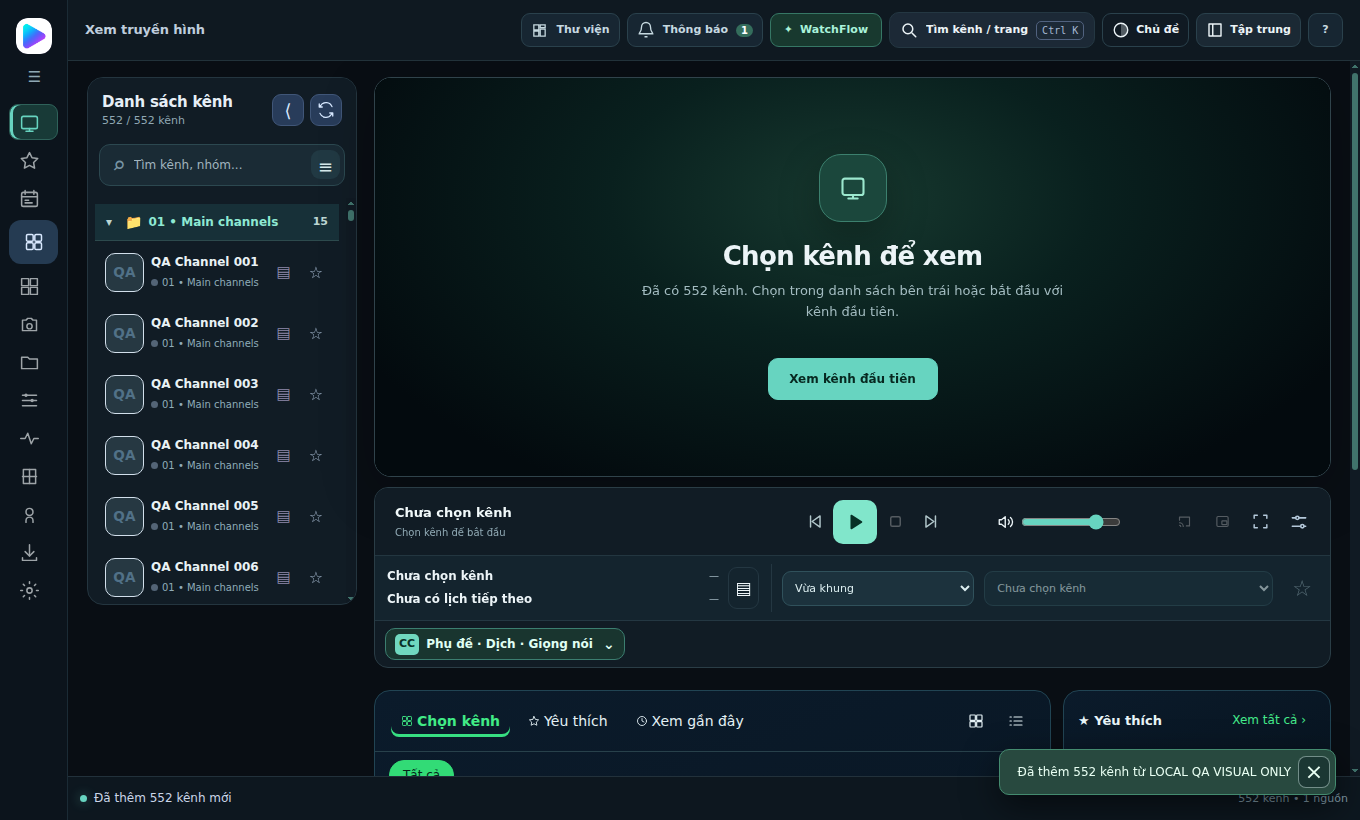 Xem truyền hình
Thư viện
Thông báo 1
✦ WatchFlow
Tìm kênh / trang Ctrl K
Chủ đề
Tập trung
?
Danh sách kênh
552 / 552 kênh
Tìm kênh, nhóm...
01 • Main channels 15
QA QA Channel 001
01 • Main channels
QA QA Channel 002
01 • Main channels
QA QA Channel 003
01 • Main channels
QA QA Channel 004
01 • Main channels
QA QA Channel 005
01 • Main channels
QA QA Channel 006
01 • Main channels
Chọn kênh để xem
Đã có 552 kênh. Chọn trong danh sách bên trái hoặc bắt đầu với
kênh đầu tiên.
Xem kênh đầu tiên
Chưa chọn kênh
Chọn kênh để bắt đầu
Chưa chọn kênh —
Chưa có lịch tiếp theo —
Vừa khung
Chưa chọn kênh
CC Phụ đề · Dịch · Giọng nói
Chọn kênh
Yêu thích
Xem gần đây
★ Yêu thích
Xem tất cả ›
Tất cả
Đã thêm 552 kênh từ LOCAL QA VISUAL ONLY
Đã thêm 552 kênh mới
552 kênh • 1 nguồn